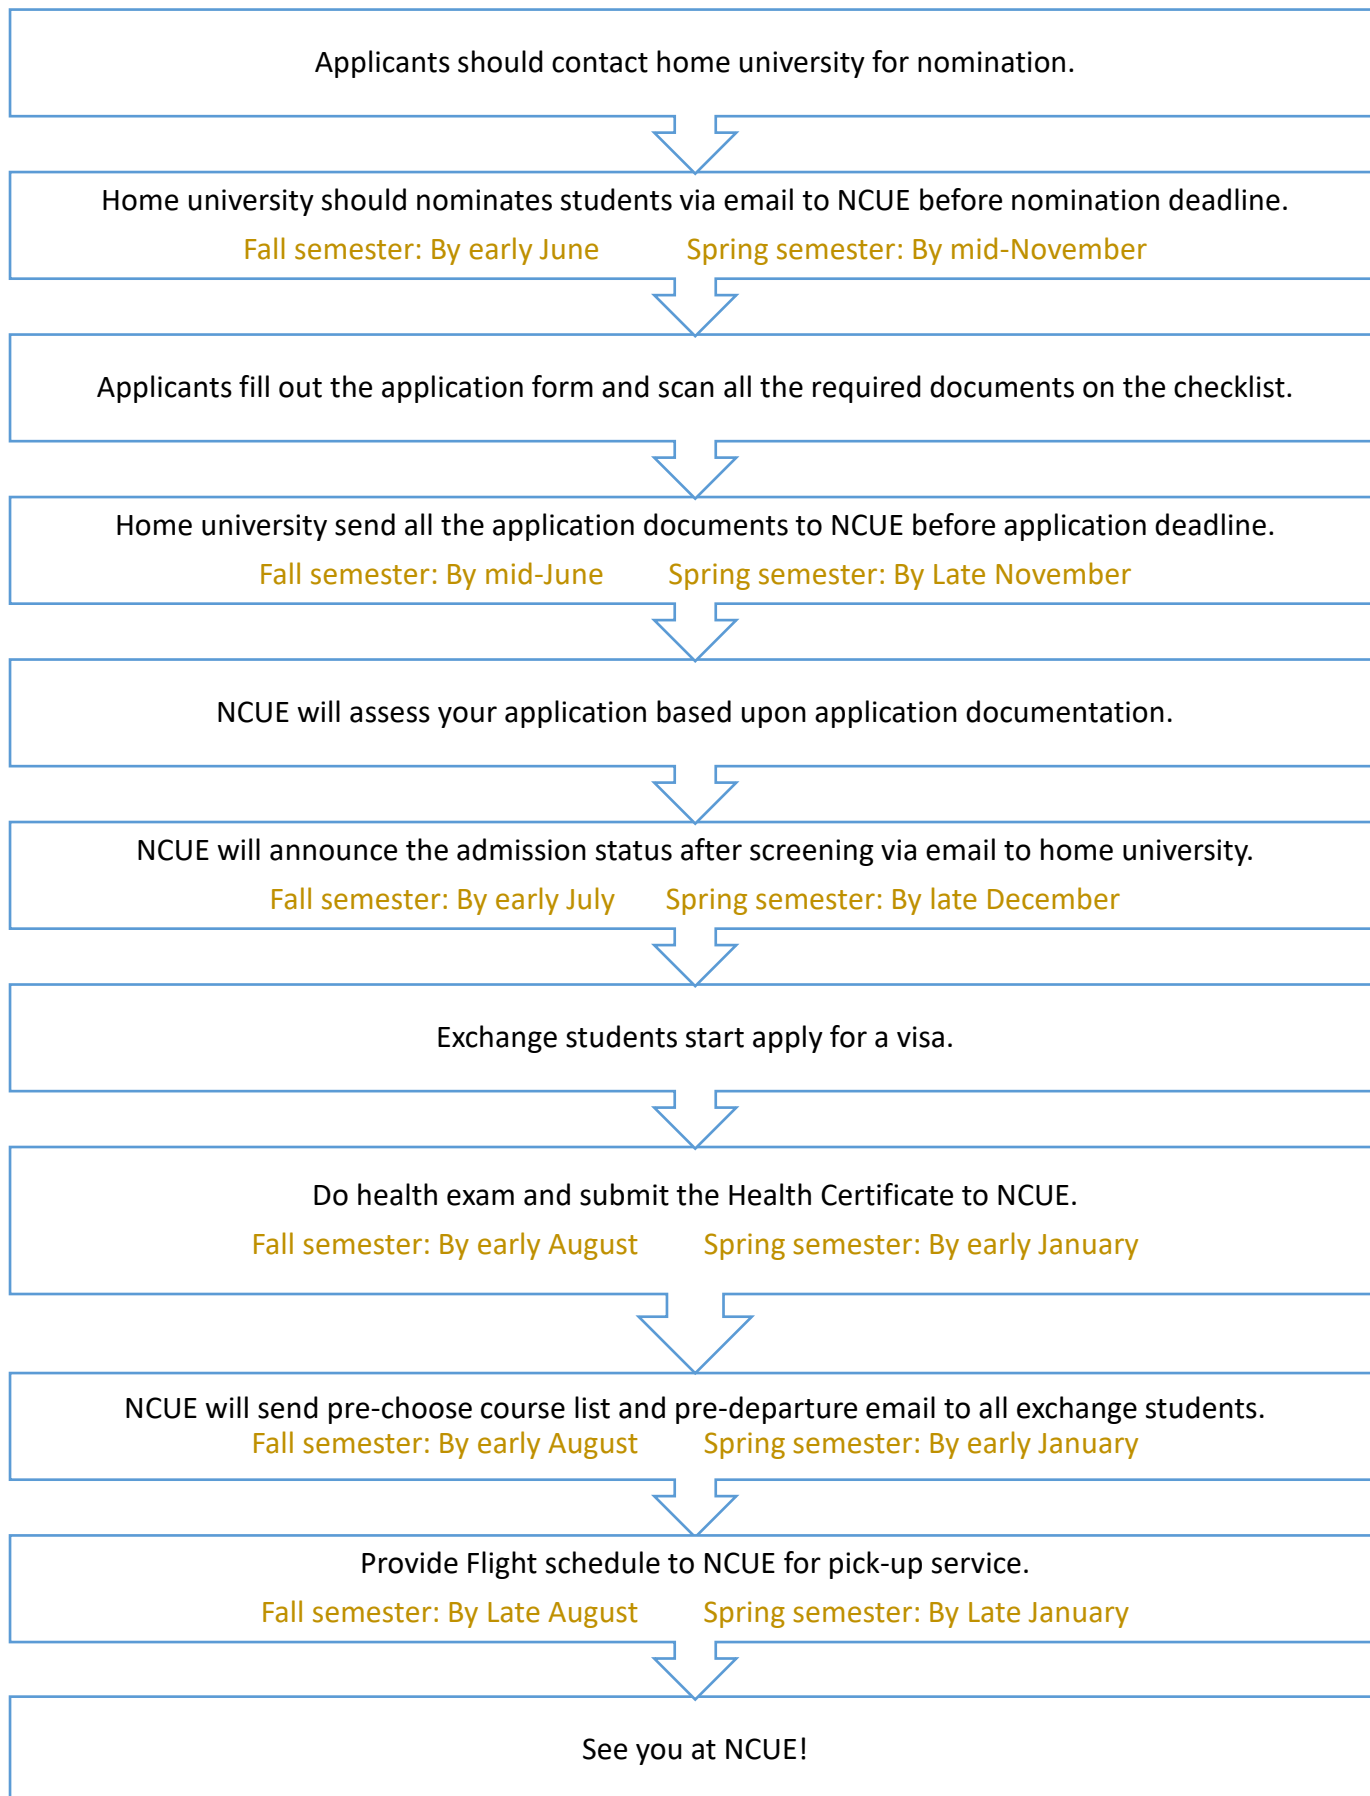 Applicants should contact home university for nomination.
Home university should nominates students via email to NCUE before nomination deadline.
Fall semester: By early June Spring semester: By mid-November
Applicants fill out the application form and scan all the required documents on the checklist.
Home university send all the application documents to NCUE before application deadline.
Fall semester: By mid-June Spring semester: By Late November
NCUE will assess your application based upon application documentation.
NCUE will announce the admission status after screening via email to home university.
Fall semester: By early July Spring semester: By late December
Exchange students start apply for a visa.
Do health exam and submit the Health Certificate to NCUE.
Fall semester: By early August Spring semester: By early January
NCUE will send pre-choose course list and pre-departure email to all exchange students.
Fall semester: By early August Spring semester: By early January
Provide Flight schedule to NCUE for pick-up service.
Fall semester: By Late August Spring semester: By Late January
See you at NCUE!